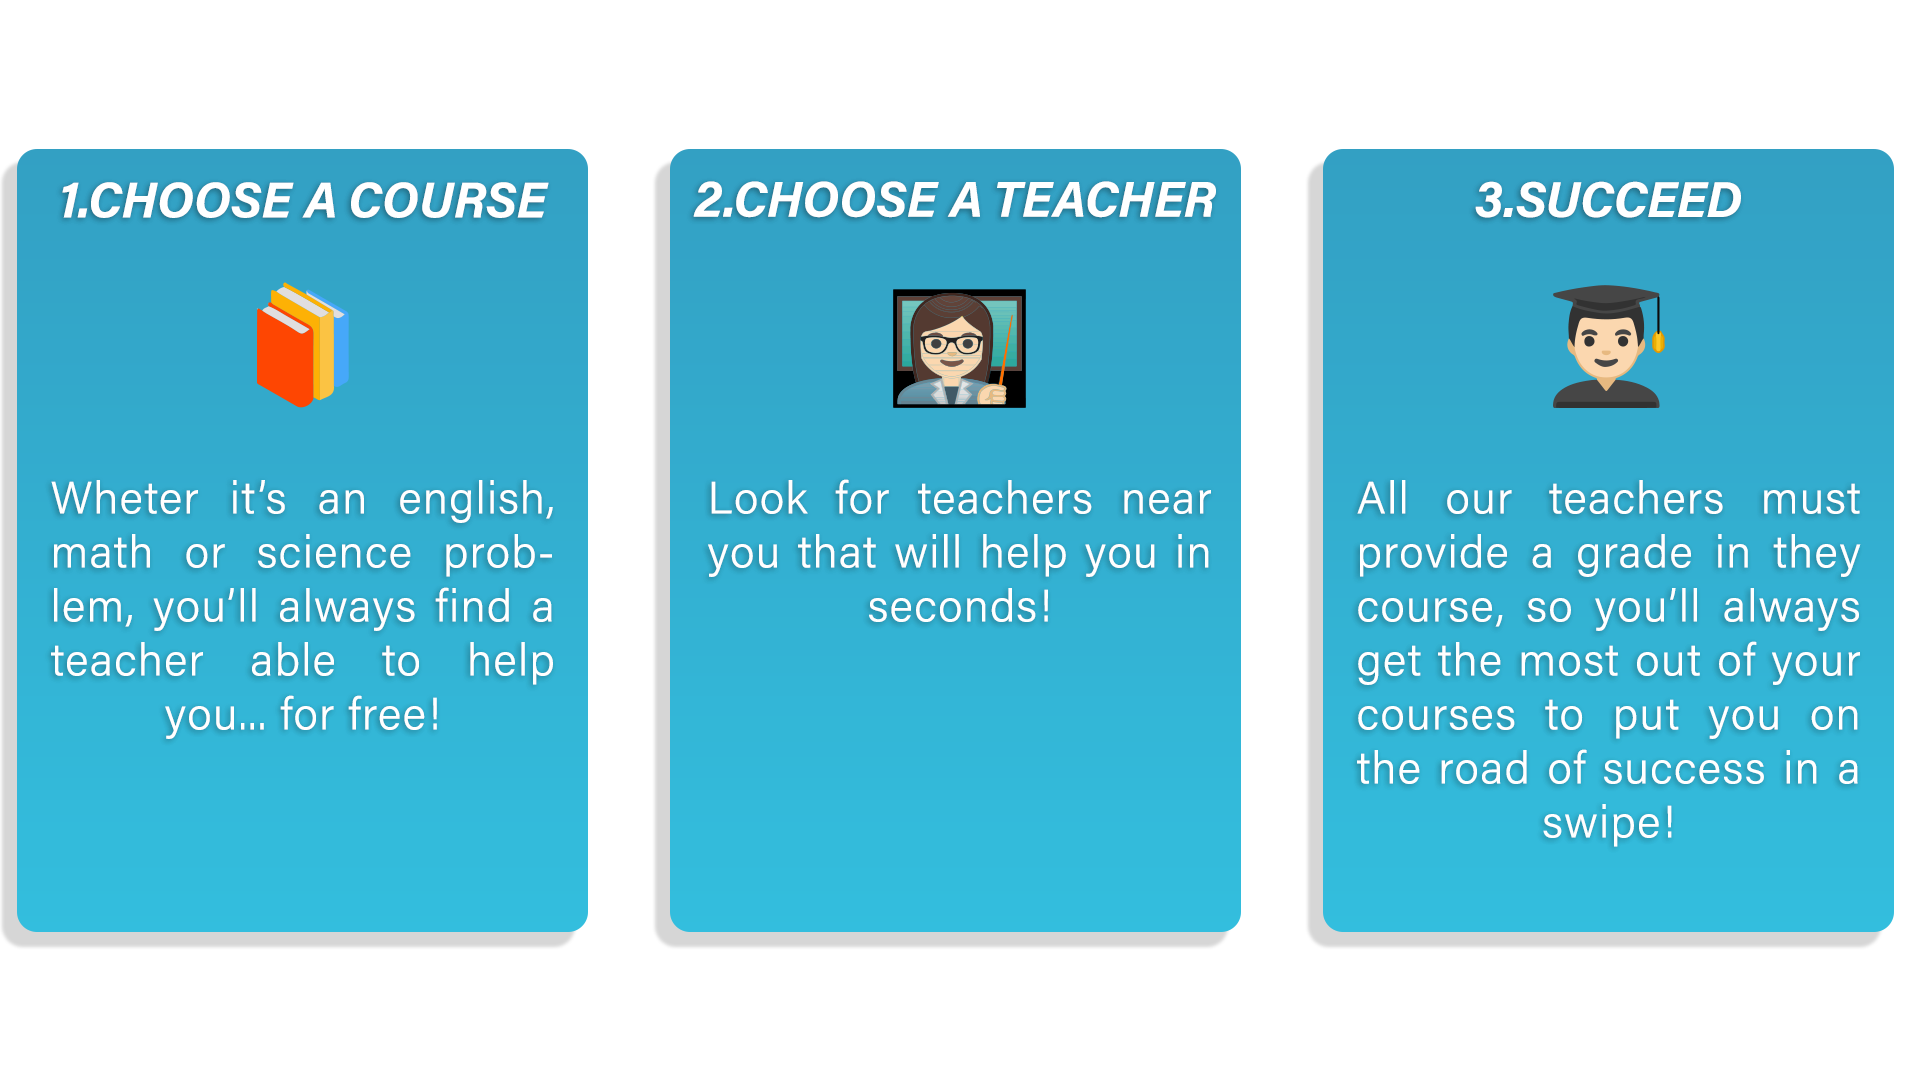 1.CHOOSE A COURSE
Wheter it’s an english,
math or science prob-
lem, you’ll always find a
teacher able to help
you... for free!
2.CHOOSE A TEACHER
Look for teachers near
you that will help you in
seconds!
3.SUCCEED
All our teachers must
provide a grade in they
course, so you’ll always
get the most out of your
courses to put you on
the road of success in a
swipe!